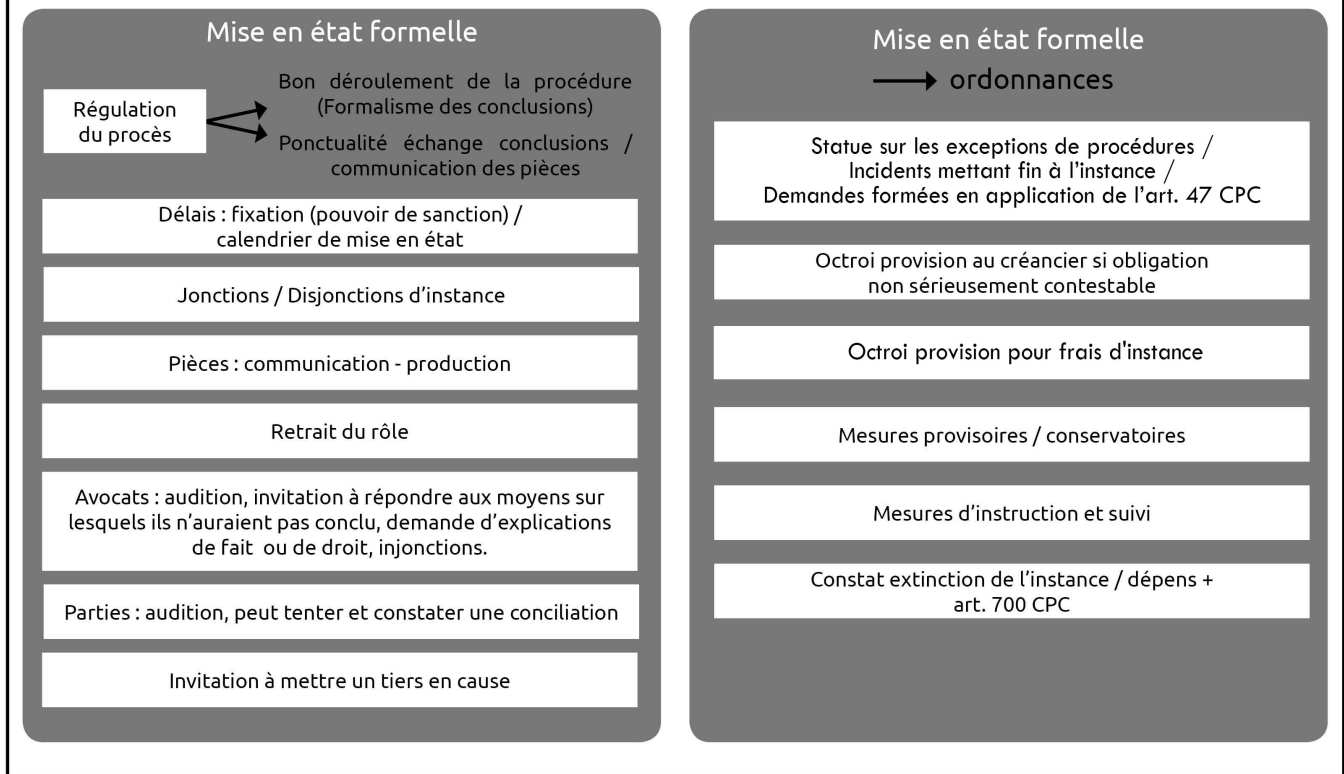 Mise en état formelle
Régulation
du procès
Bon déroulement de la procédure
(Formalisme des conclusions)
Ponctualité échange conclusions /
communication des pièces
Délais : fixation (pouvoir de sanction) /
calendrier de mise en état
Jonctions / Disjonctions d’instance
Pièces : communication - production
Retrait du rôle
Avocats : audition, invitation à répondre aux moyens sur
lesquels ils n’auraient pas conclu, demande d’explications
de fait ou de droit, injonctions.
Parties : audition, peut tenter et constater une conciliation
Invitation à mettre un tiers en cause
Mise en état formelle
→ ordonnances
Statue sur les exceptions de procédures /
Incidents mettant fin à l’instance /
Demandes formées en application de l’art. 47 CPC
Octroi provision au créancier si obligation
non sérieusement contestable
Octroi provision pour frais d'instance
Mesures provisoires / conservatoires
Mesures d’instruction et suivi
Constat extinction de l’instance / dépens +
art. 700 CPC